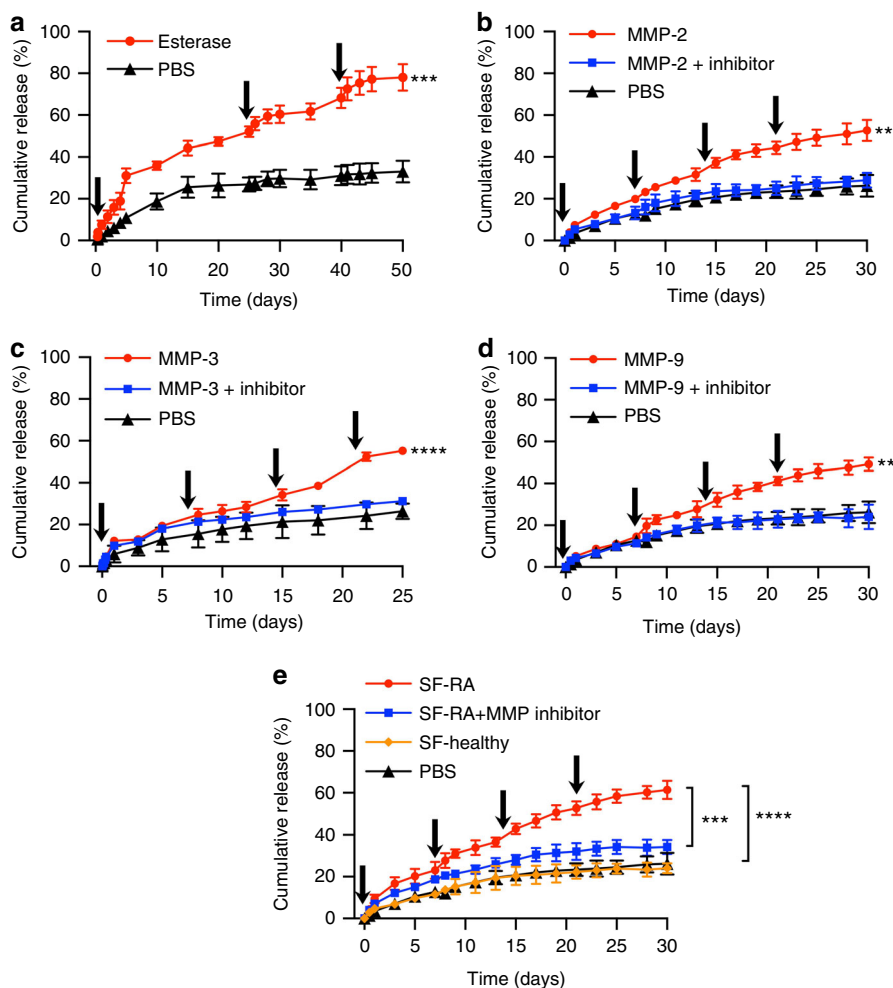 a
Cumulative release (%)
100
80
60
40
20
0
Esterase
PBS
***
0 10 20 30 40 50
Time (days)
b
Cumulative release (%)
100
80
60
40
20
0
MMP-2
MMP-2 + inhibitor
PBS
**
0 5 10 15 20 25 30
Time (days)
c
Cumulative release (%)
100
80
60
40
20
0
MMP-3
MMP-3 + inhibitor
PBS
****
0 5 10 15 20 25
Time (days)
d
Cumulative release (%)
100
80
60
40
20
0
MMP-9
MMP-9 + inhibitor
PBS
**
0 5 10 15 20 25 30
Time (days)
e
Cumulative release (%)
100
80
60
40
20
0
SF-RA
SF-RA+MMP inhibitor
SF-healthy
PBS
*** ****
0 5 10 15 20 25 30
Time (days)